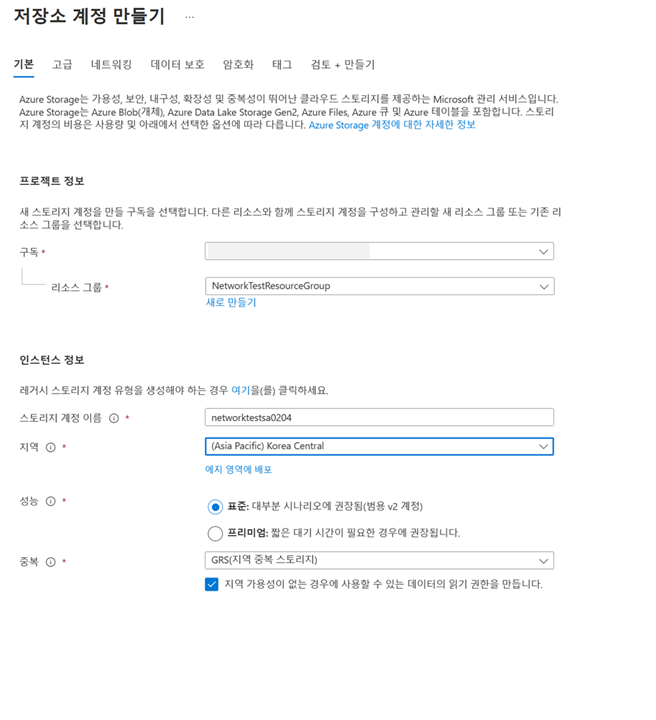 저장소 계정 만들기 ...
기본 고급 네트워킹 데이터 보호 암호화 태그 검토 + 만들기
Azure Storage는 가용성, 보안, 내구성, 확장성 및 중복성이 뛰어난 클라우드 스토리지를 제공하는 Microsoft 관리 서비스입니다.
Azure Storage는 Azure Blob(개체), Azure Data Lake Storage Gen2, Azure Files, Azure 큐 및 Azure 테이블을 포함합니다. 스토리
지 계정의 비용은 사용량 및 아래에서 선택한 옵션에 따라 다릅니다. Azure Storage 계정에 대한 자세한 정보
프로젝트 정보
새 스토리지 계정을 만들 구독을 선택합니다. 다른 리소스와 함께 스토리지 계정을 구성하고 관리할 새 리소스 그룹 또는 기존 리
소스 그룹을 선택합니다.
구독 *
리소스 그룹 * NetworkTestResourceGroup
새로 만들기
인스턴스 정보
레거시 스토리지 계정 유형을 생성해야 하는 경우 여기을(를) 클릭하세요.
스토리지 계정 이름 * networktestsa0204
지역 * (Asia Pacific) Korea Central
에지 영역에 배포
성능 * 표준: 대부분 시나리오에 권장됨(범용 v2 계정)
프리미엄: 짧은 대기 시간이 필요한 경우에 권장됩니다.
중복 * GRS(지역 중복 스토리지)
지역 가용성이 없는 경우에 사용할 수 있는 데이터의 읽기 권한을 만듭니다.